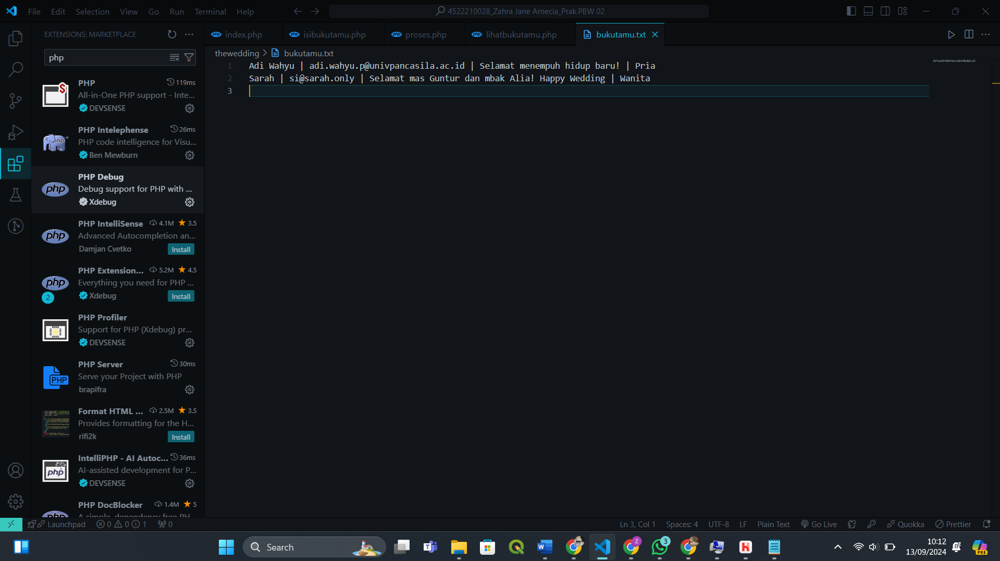 File Edit Selection View Go Run Terminal Help
4522210028_Zahra Jane Arnecia_Prak.PBW 02
EXTENSIONS: MARKETPLACE
php
PHP 119ms
All-in-One PHP support - Inte...
DEVSENSE
PHP Intelephense 26ms
PHP code intelligence for Visu...
Ben Mewburn
PHP Debug
Debug support for PHP with ...
Xdebug
PHP IntelliSense 4.1M 3.5
Advanced Autocompletion an...
Damjan Cvetko Install
PHP Extension... 5.2M 4.5
Everything you need for PHP ...
2 Xdebug Install
PHP Profiler
Support for PHP (Xdebug) pr...
DEVSENSE
PHP Server 30ms
Serve your Project with PHP
brapifra
Format HTML ... 2.5M 3.5
Provides formatting for the H...
rifi2k Install
IntelliPHP - AI Autoc... 36ms
AI-assisted development for P...
DEVSENSE
PHP DocBlocker 1.4M 5
A simple, dependency free PH...
index.php isibukutamu.php proses.php lihatbukutamu.php bukutamu.txt
thewedding > bukutamu.txt
1 Adi Wahyu | adi.wahyu.p@univpancasila.ac.id | Selamat menempuh hidup baru! | Pria
2 Sarah | si@sarah.only | Selamat mas Guntur dan mbak Alia! Happy Wedding | Wanita
3
Launchpad 0 0 1 0 Ln 3, Col 1 Spaces: 4 UTF-8 LF Plain Text Go Live Quokka Prettier
Search Z 3 10:12
13/09/2024 PRE